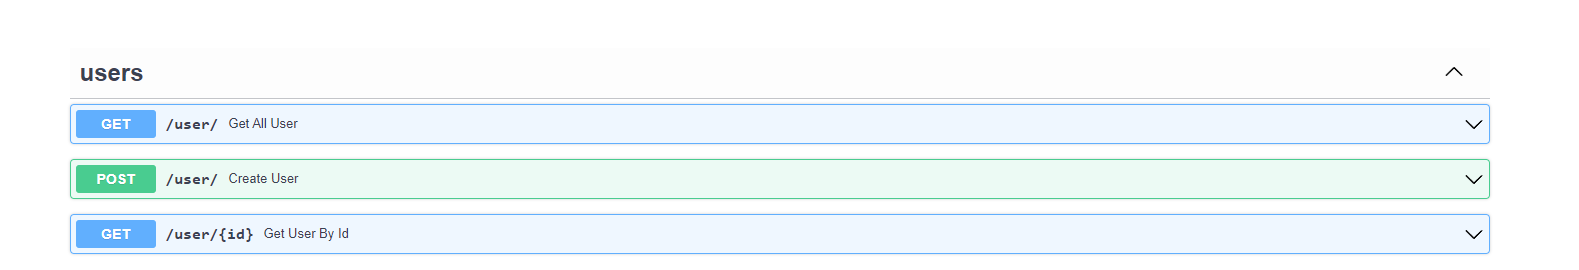 users
GET /user/ Get All User
POST /user/ Create User
GET /user/{id} Get User By Id